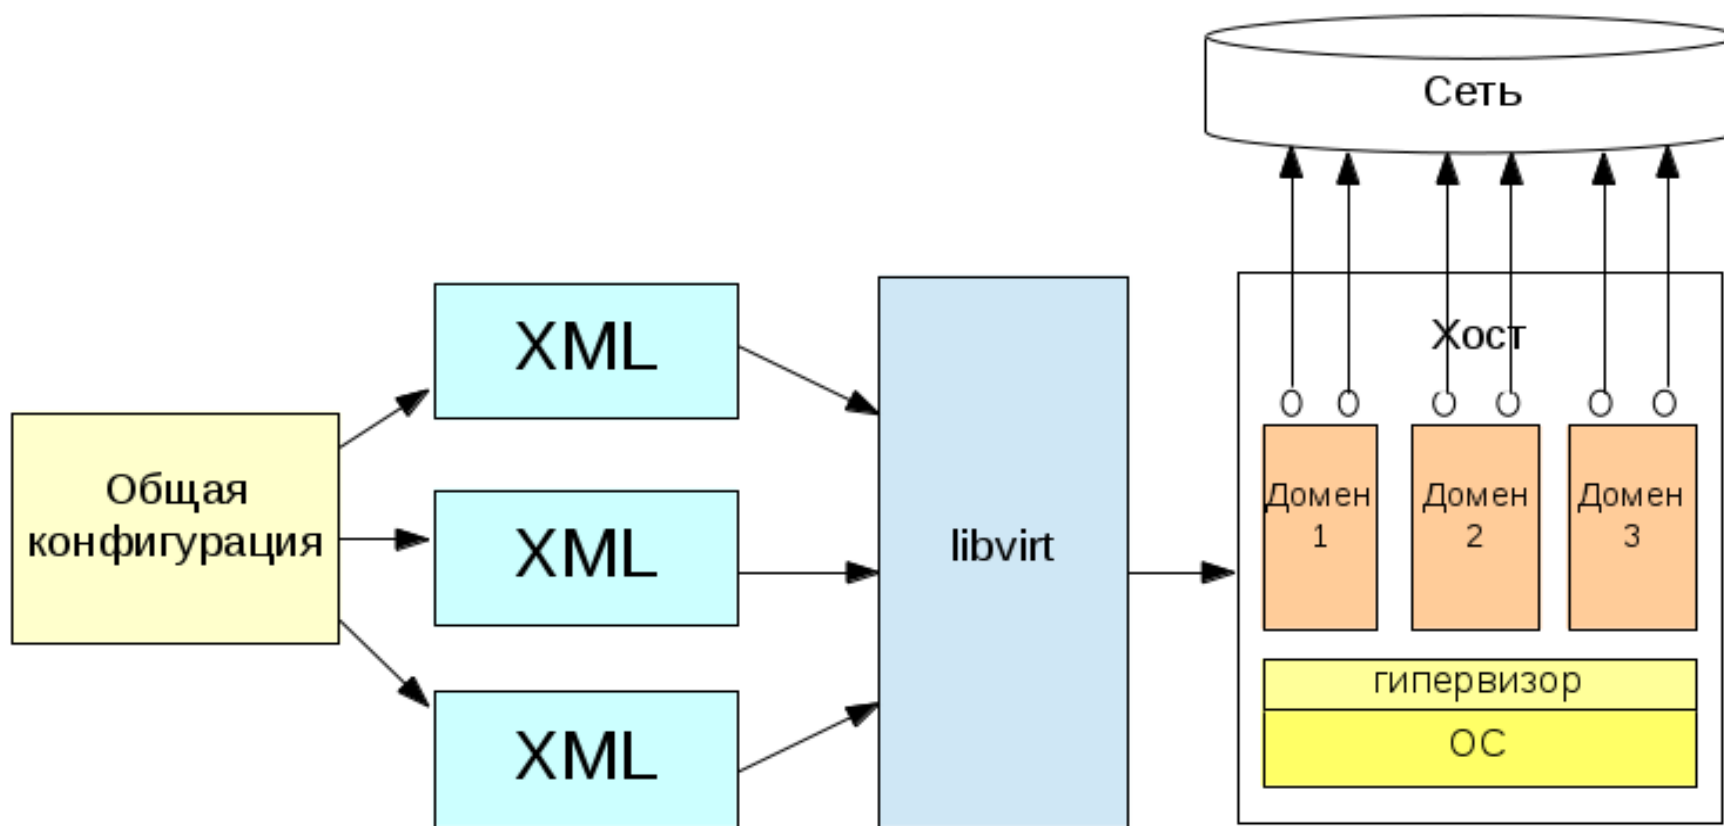 Сеть
Хост
XML
Общая
конфигурация
XML
XML
libvirt
О О О О О О
Домен
1
Домен
2
Домен
3
гипервизор
ОС